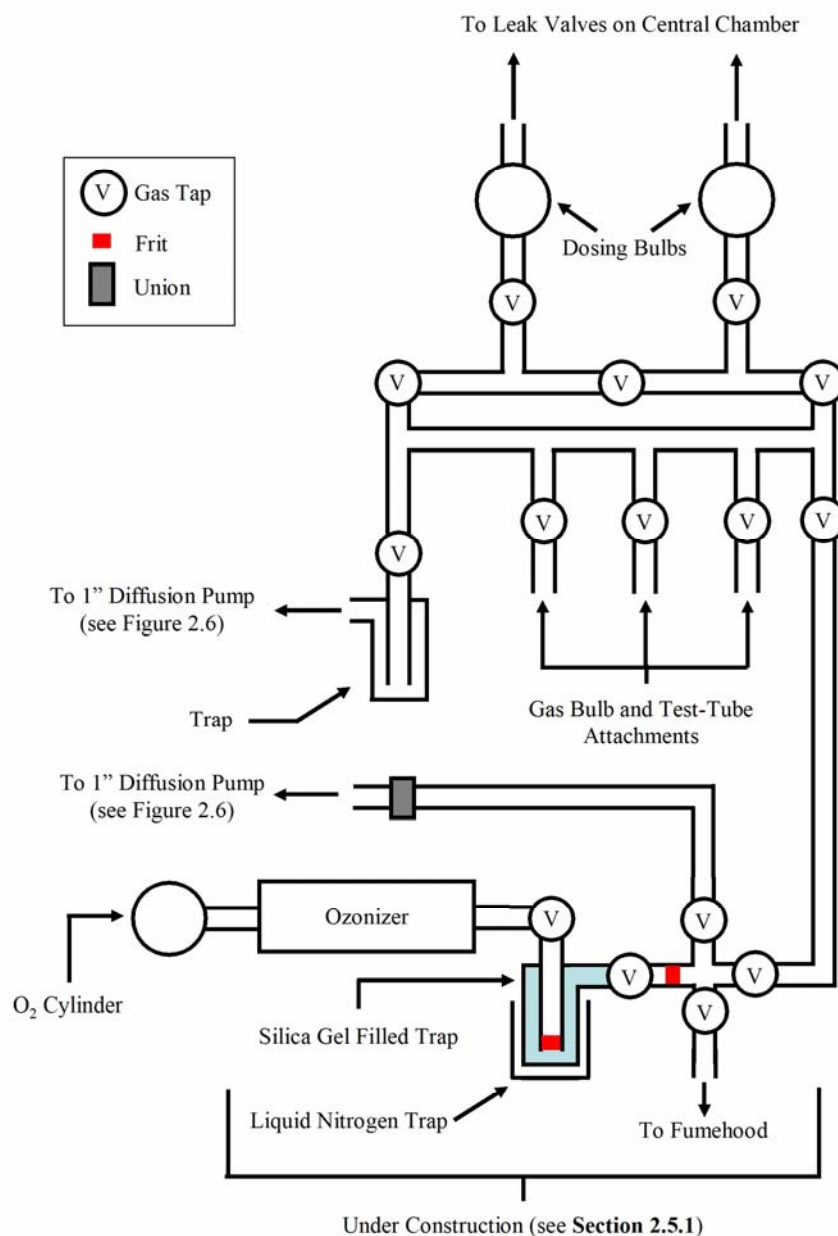 To Leak Valves on Central Chamber
V Gas Tap
Frit
Union
Dosing Bulbs
V
V
V
V
V
V
V
V
V
V
To 1” Diffusion Pump
(see Figure 2.6)
Trap
Gas Bulb and Test-Tube
Attachments
To 1” Diffusion Pump
(see Figure 2.6)
Ozonizer
V
V
V
V
V
O2 Cylinder
Silica Gel Filled Trap
Liquid Nitrogen Trap
To Fumehood
Under Construction (see Section 2.5.1)